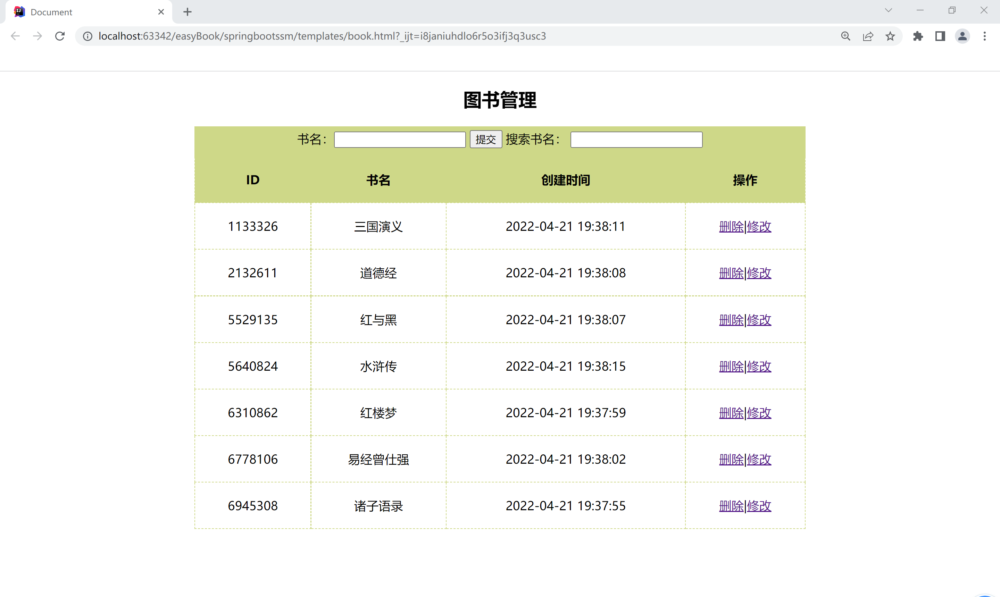 Document
localhost:63342/easyBook/springbootssm/templates/book.html?_ijt=i8janiuhdlo6r5o3ifj3q3usc3
图书管理
书名： 提交 搜索书名：
ID 书名 创建时间 操作
1133326 三国演义 2022-04-21 19:38:11 删除|修改
2132611 道德经 2022-04-21 19:38:08 删除|修改
5529135 红与黑 2022-04-21 19:38:07 删除|修改
5640824 水浒传 2022-04-21 19:38:15 删除|修改
6310862 红楼梦 2022-04-21 19:37:59 删除|修改
6778106 易经曾仕强 2022-04-21 19:38:02 删除|修改
6945308 诸子语录 2022-04-21 19:37:55 删除|修改